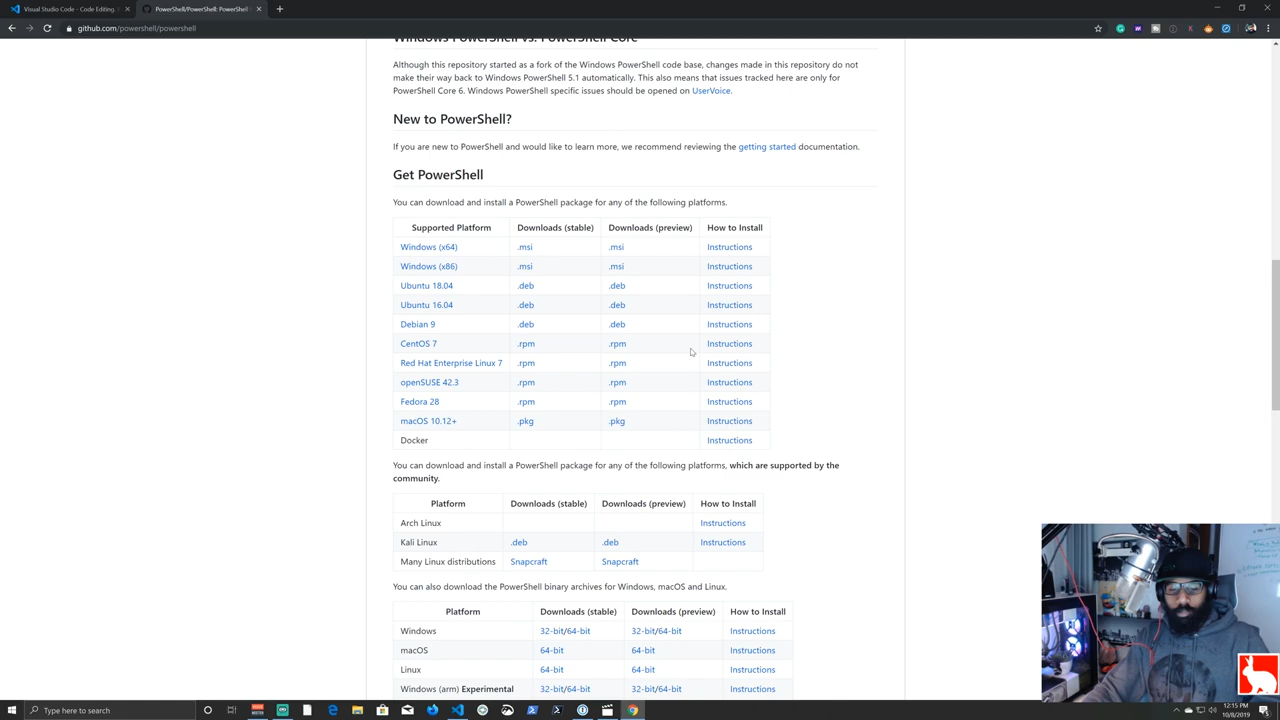 Visual Studio Code - Code Editing.
PowerShell/PowerShell: PowerShell
github.com/powershell/powershell
Windows PowerShell vs. PowerShell Core
Although this repository started as a fork of the Windows PowerShell code base, changes made in this repository do not
make their way back to Windows PowerShell 5.1 automatically. This also means that issues tracked here are only for
PowerShell Core 6. Windows PowerShell specific issues should be opened on UserVoice.
New to PowerShell?
If you are new to PowerShell and would like to learn more, we recommend reviewing the getting started documentation.
Get PowerShell
You can download and install a PowerShell package for any of the following platforms.
Supported Platform Downloads (stable) Downloads (preview) How to Install
Windows (x64) .msi .msi Instructions
Windows (x86) .msi .msi Instructions
Ubuntu 18.04 .deb .deb Instructions
Ubuntu 16.04 .deb .deb Instructions
Debian 9 .deb .deb Instructions
CentOS 7 .rpm .rpm Instructions
Red Hat Enterprise Linux 7 .rpm .rpm Instructions
openSUSE 42.3 .rpm .rpm Instructions
Fedora 28 .rpm .rpm Instructions
macOS 10.12+ .pkg .pkg Instructions
Docker Instructions
You can download and install a PowerShell package for any of the following platforms, which are supported by the
community.
Platform Downloads (stable) Downloads (preview) How to Install
Arch Linux Instructions
Kali Linux .deb .deb Instructions
Many Linux distributions Snapcraft Snapcraft
You can also download the PowerShell binary archives for Windows, macOS and Linux.
Platform Downloads (stable) Downloads (preview) How to Install
Windows 32-bit/64-bit 32-bit/64-bit Instructions
macOS 64-bit 64-bit Instructions
Linux 64-bit 64-bit Instructions
Windows (arm) Experimental 32-bit/64-bit 32-bit/64-bit Instructions
Type here to search
12:15 PM
10/8/2019